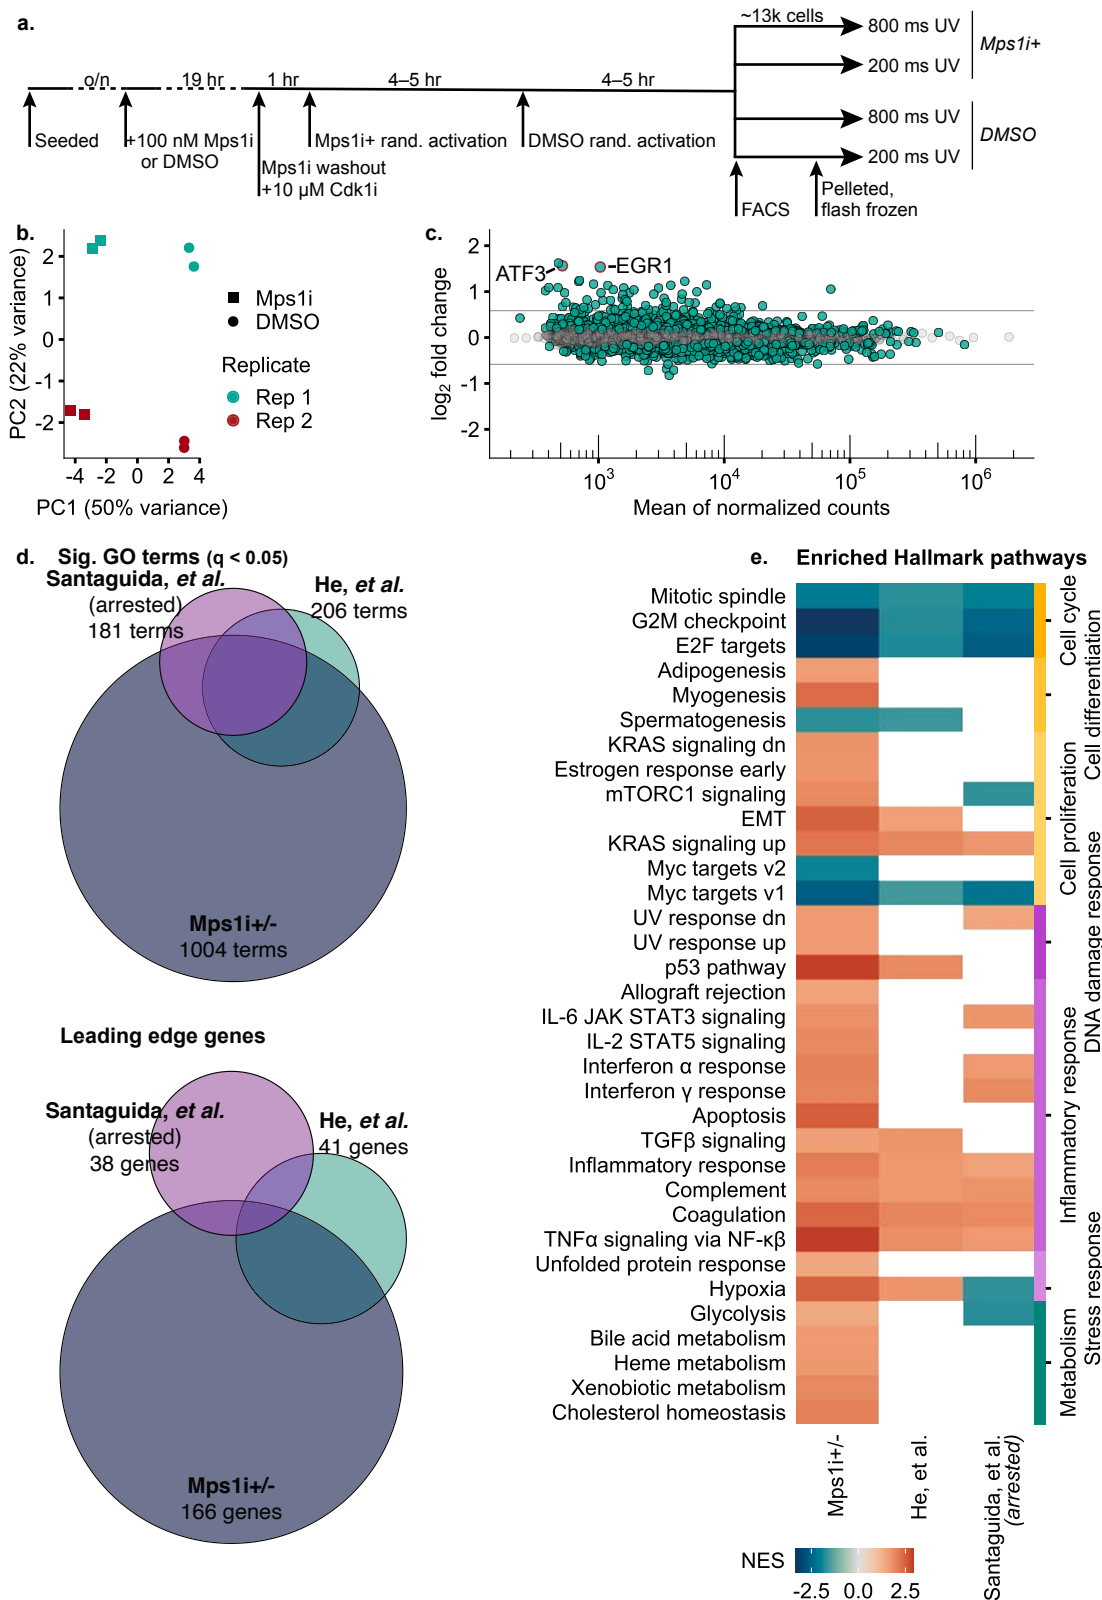 a.
~13k cells
800 ms UV
Mps1i+
200 ms UV
o/n
19 hr
1 hr
4–5 hr
4–5 hr
800 ms UV
DMSO
200 ms UV
Seeded
+100 nM Mps1i
or DMSO
Mps1i washout
+10 µM Cdk1i
Mps1i+ rand. activation
DMSO rand. activation
FACS
Pelleted,
flash frozen
b.
PC2 (22% variance)
2
1
0
-1
-2
-4
-2
0
2
4
PC1 (50% variance)
Mps1i
DMSO
Replicate
Rep 1
Rep 2
c.
log2 fold change
2
1
0
-1
-2
ATF3
EGR1
10^3
10^4
10^5
10^6
Mean of normalized counts
d.
Sig. GO terms (q < 0.05)
Santaguida, et al.
(arrested)
181 terms
He, et al.
206 terms
Mps1i+/-
1004 terms
Leading edge genes
Santaguida, et al.
(arrested)
38 genes
He, et al.
41 genes
Mps1i+/-
166 genes
e.
Enriched Hallmark pathways
Mitotic spindle
G2M checkpoint
E2F targets
Adipogenesis
Myogenesis
Spermatogenesis
KRAS signaling dn
Estrogen response early
mTORC1 signaling
EMT
KRAS signaling up
Myc targets v2
Myc targets v1
UV response dn
UV response up
p53 pathway
Allograft rejection
IL-6 JAK STAT3 signaling
IL-2 STAT5 signaling
Interferon α response
Interferon γ response
Apoptosis
TGFβ signaling
Inflammatory response
Complement
Coagulation
TNFα signaling via NF-κβ
Unfolded protein response
Hypoxia
Glycolysis
Bile acid metabolism
Heme metabolism
Xenobiotic metabolism
Cholesterol homeostasis
Cell cycle
Cell differentiation
Cell proliferation
DNA damage response
Inflammatory response
Stress response
Metabolism
Mps1i+/-
He, et al.
Santaguida, et al.
(arrested)
NES
-2.5
0.0
2.5